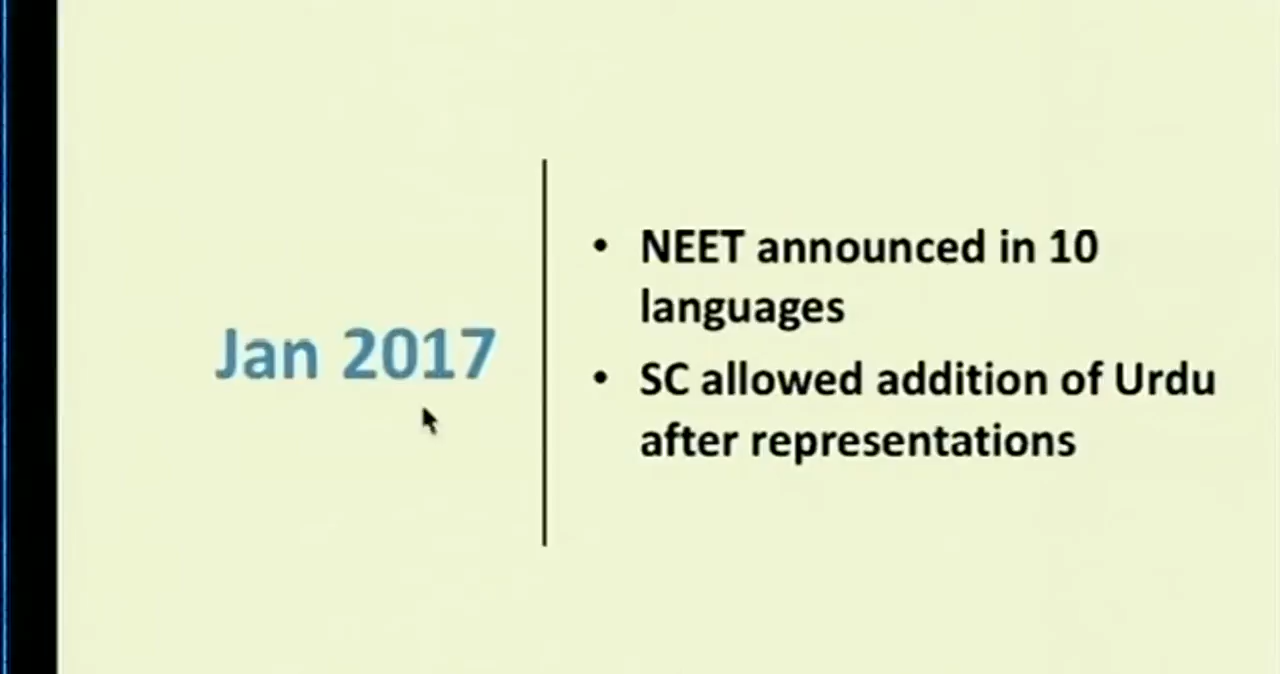 Jan 2017
• NEET announced in 10
languages
• SC allowed addition of Urdu
after representations